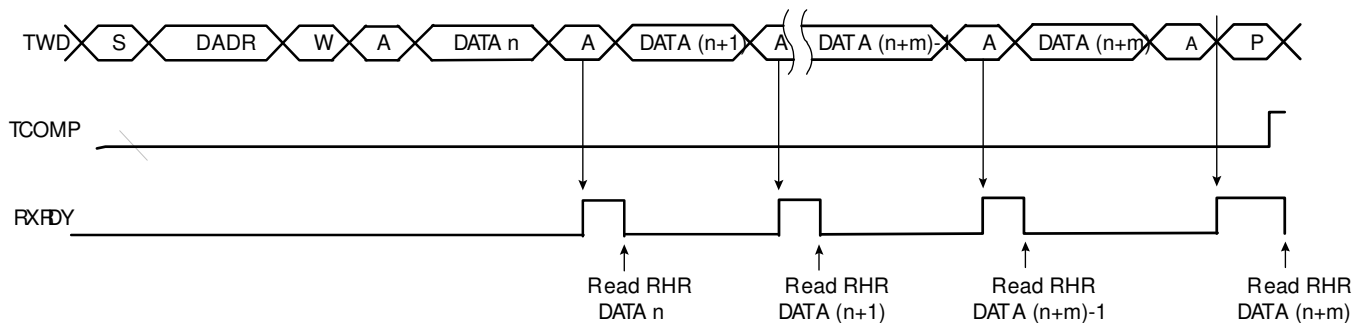 TWD S DADR W A DATA n A DATA (n+1) A DATA (n+m)-1 A DATA (n+m) A P
TCOMP
RXRDY
Read RHR Read RHR Read RHR Read RHR
DATA n DATA (n+1) DATA (n+m)-1 DATA (n+m)